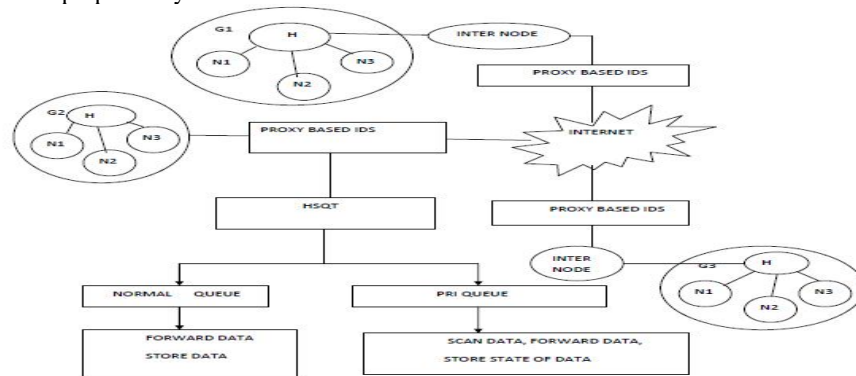 G1
H
N1
N2
N3
INTER NODE
PROXY BASED IDS
G2
H
N1
N2
N3
PROXY BASED IDS
INTERNET
HSQT
PROXY BASED IDS
INTER
NODE
G3
H
N1
N2
N3
NORMAL QUEUE
PRI QUEUE
FORWARD DATA
STORE DATA
SCAN DATA, FORWARD DATA,
STORE STATE OF DATA